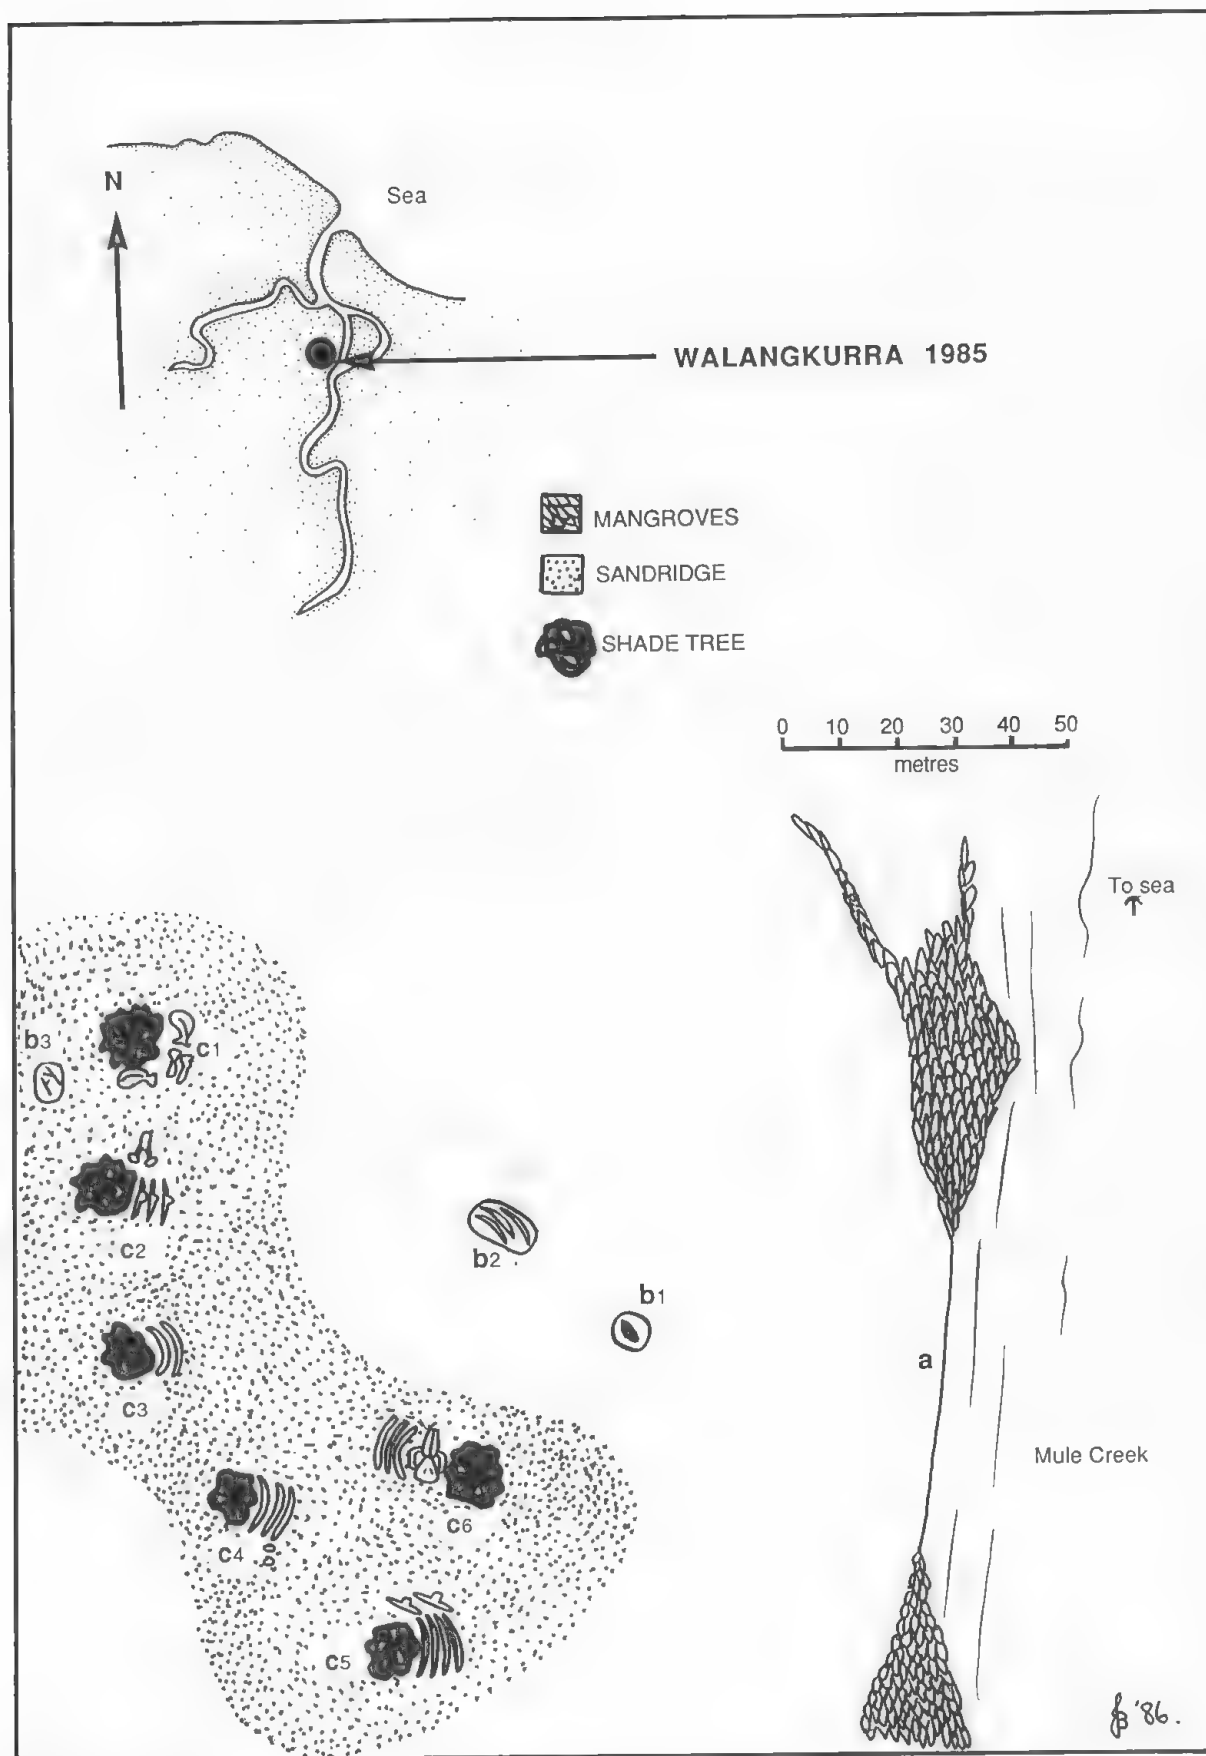 N
Sea
WALANGKURRA 1985
MANGROVES
SANDRIDGE
SHADE TREE
0 10 20 30 40 50
metres
To sea
b3
c1
c2
b2
b1
a
c3
Mule Creek
c6
c4
c5
'86.